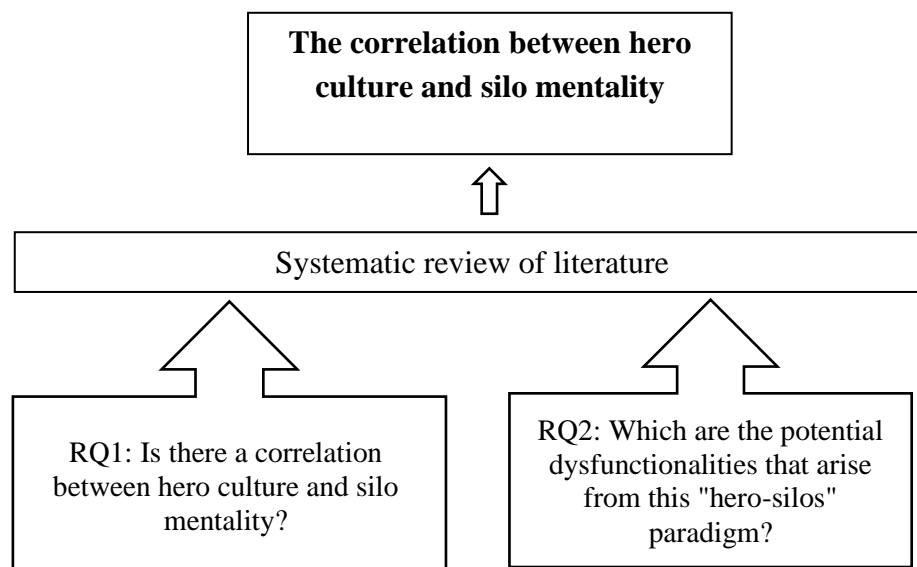 The correlation between hero
culture and silo mentality
Systematic review of literature
RQ1: Is there a correlation
between hero culture and silo
mentality?
RQ2: Which are the potential
dysfunctionalities that arise
from this "hero-silos"
paradigm?